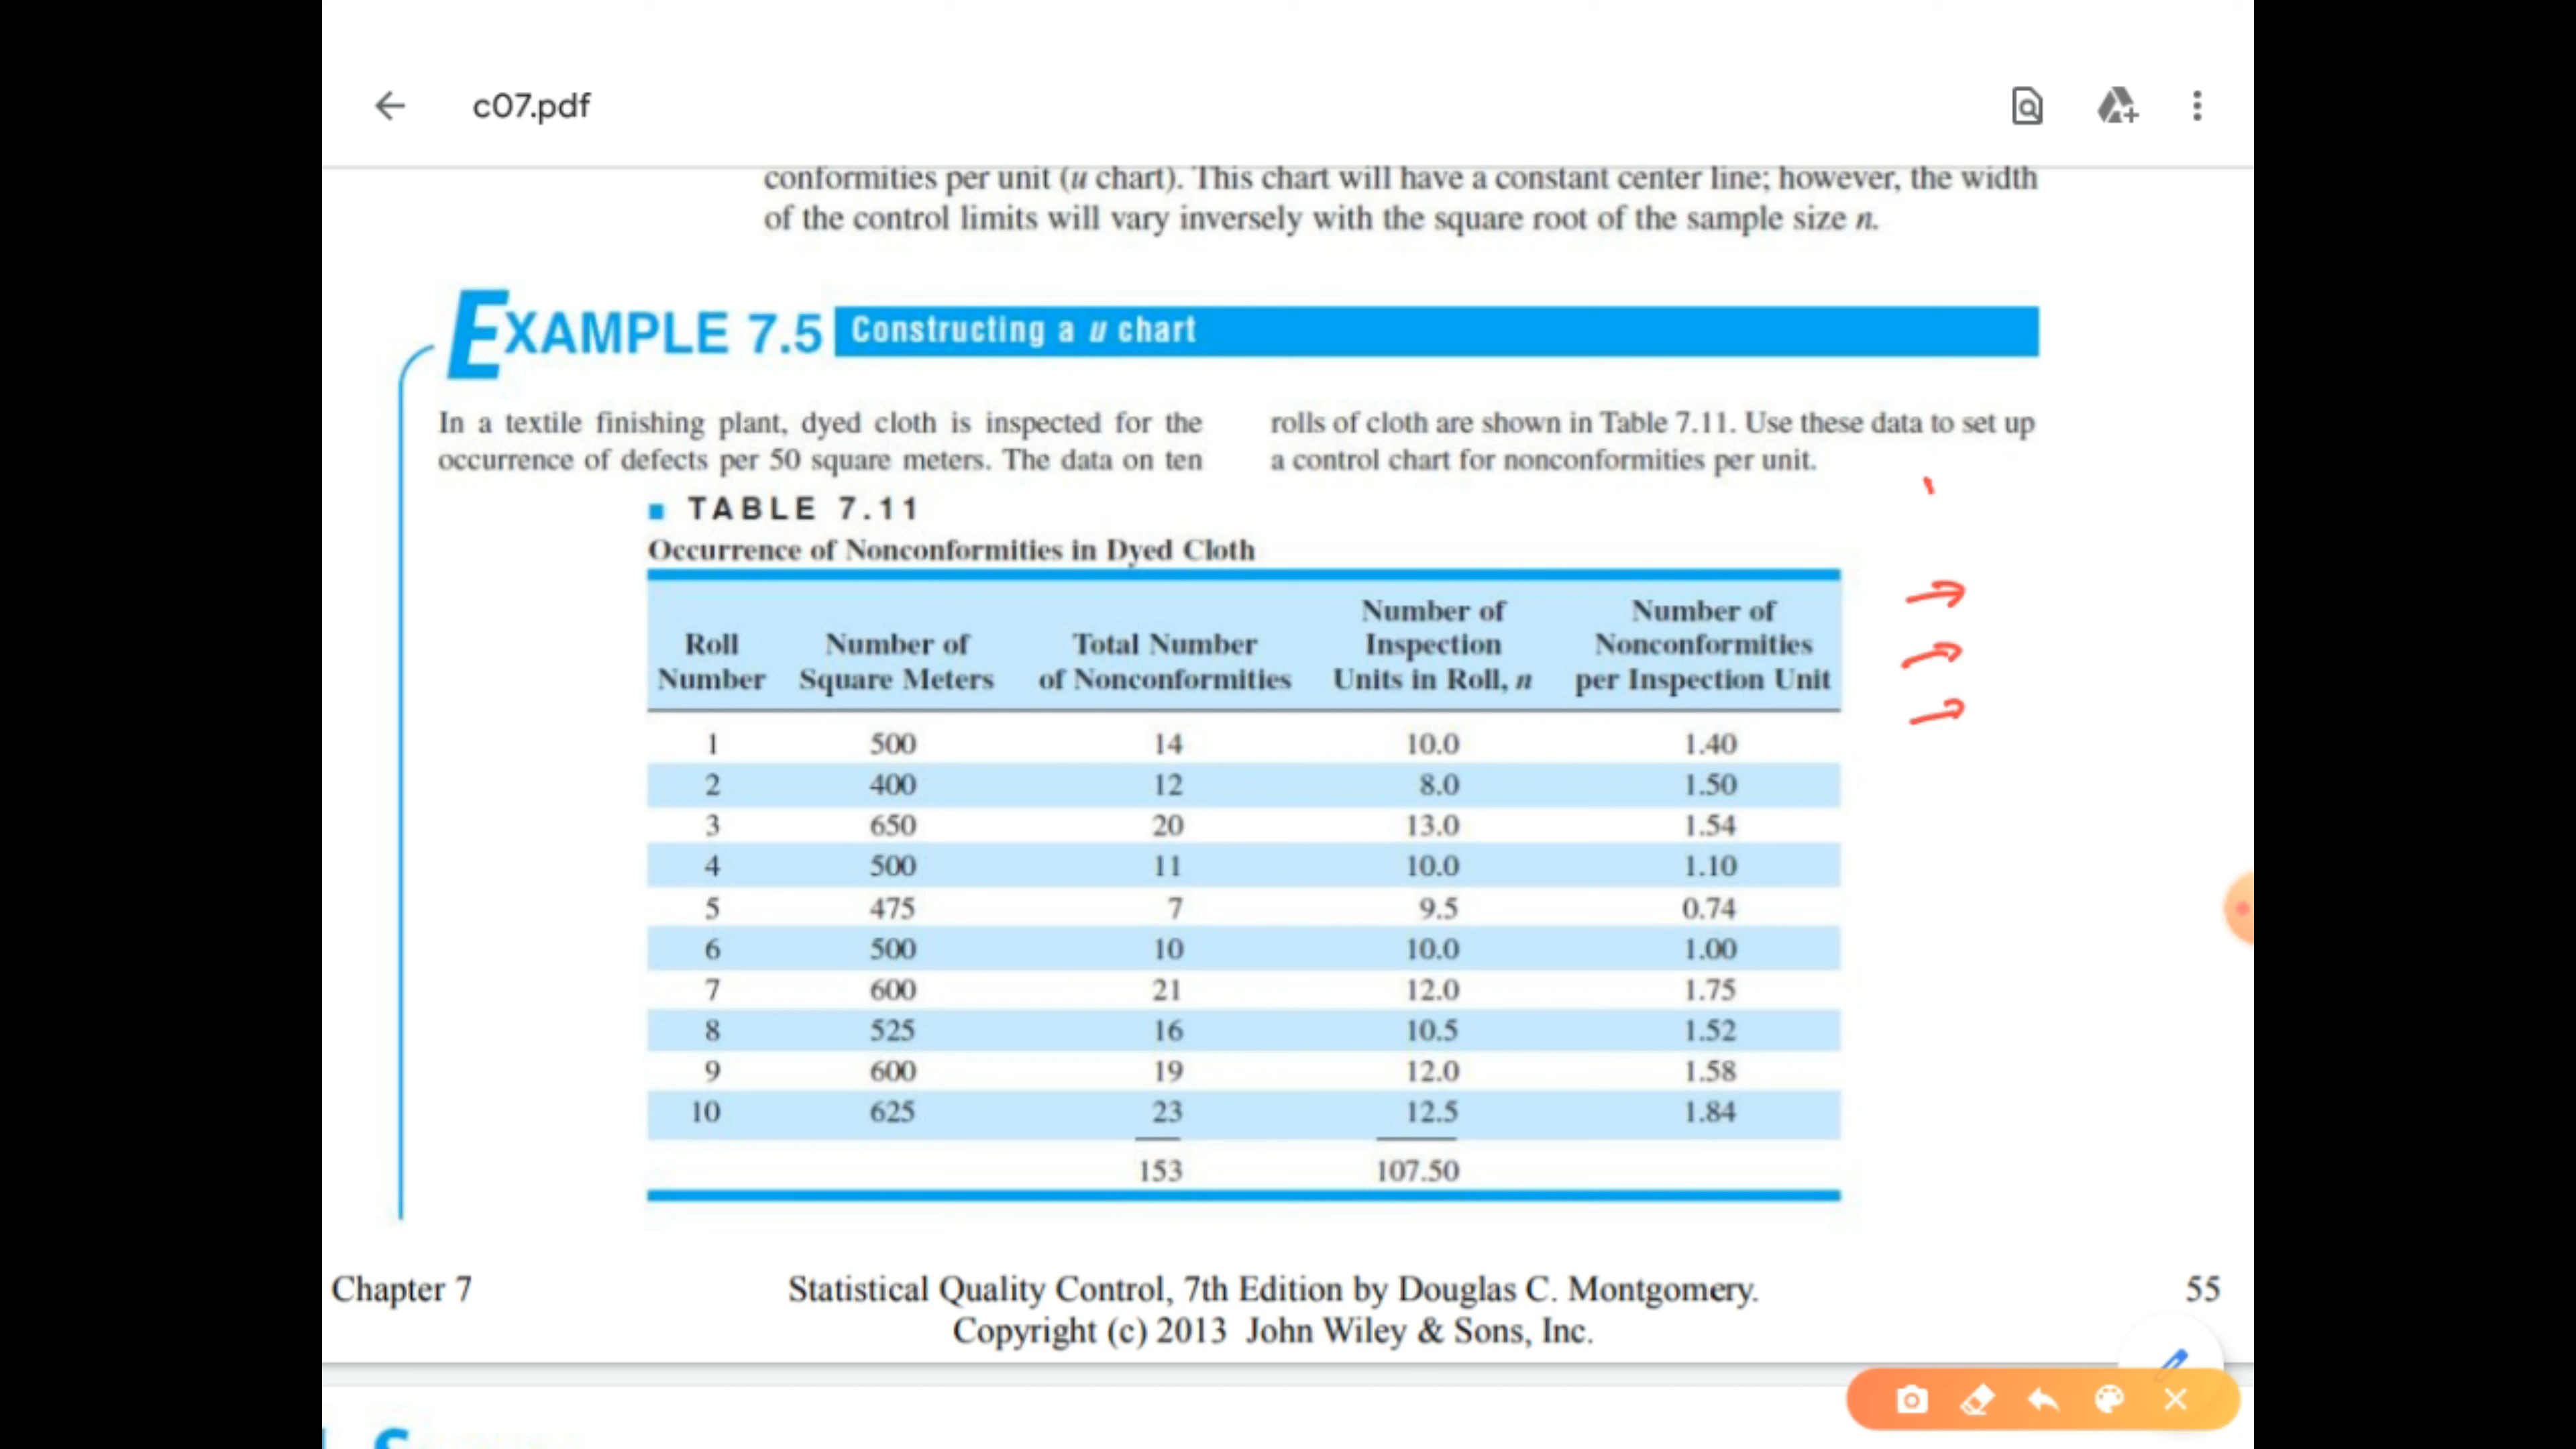 c07.pdf
conformities per unit (u chart). This chart will have a constant center line; however, the width
of the control limits will vary inversely with the square root of the sample size n.
EXAMPLE 7.5 Constructing a u chart
In a textile finishing plant, dyed cloth is inspected for the
occurrence of defects per 50 square meters. The data on ten
rolls of cloth are shown in Table 7.11. Use these data to set up
a control chart for nonconformities per unit.
TABLE 7.11
Occurrence of Nonconformities in Dyed Cloth
Roll Number Number of Square Meters Total Number of Nonconformities Number of Inspection Units in Roll, n Number of Nonconformities per Inspection Unit
1 500 14 10.0 1.40
2 400 12 8.0 1.50
3 650 20 13.0 1.54
4 500 11 10.0 1.10
5 475 7 9.5 0.74
6 500 10 10.0 1.00
7 600 21 12.0 1.75
8 525 16 10.5 1.52
9 600 19 12.0 1.58
10 625 23 12.5 1.84
153 107.50
Chapter 7 Statistical Quality Control, 7th Edition by Douglas C. Montgomery. 55
Copyright (c) 2013 John Wiley & Sons, Inc.